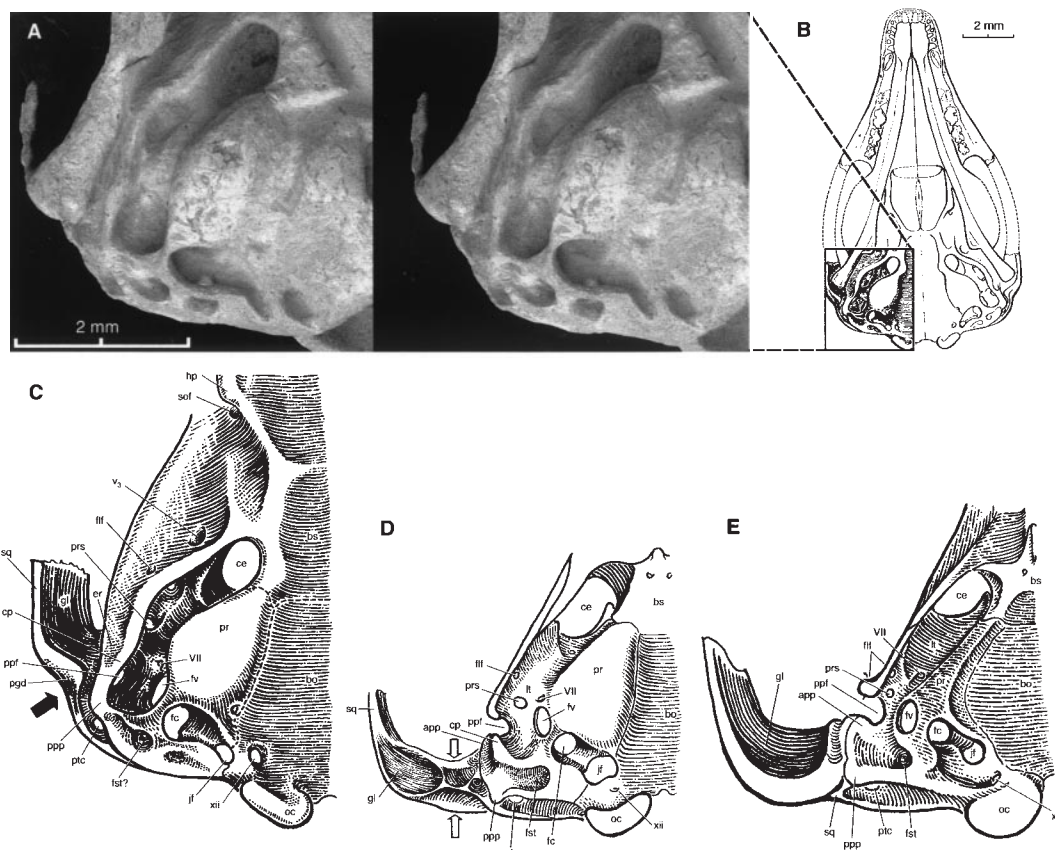 A
2 mm
B
2 mm
C
hp
sof
v₃
flf
prs
sq
gl
er
cp
ppf
pgd
ppp
ptc
fst?
jf
xii
oc
fc
fv
VII
pr
ce
bs
bo
D
flf
prs
sq
app
cp
ppf
gl
ppp
fst
fc
xii
oc
jf
fv
VII
lt
pr
ce
bs
bo
E
VII
flf
prs
ppf
app
gl
sq
ppp
ptc
fst
oc
jf
fc
fv
pr
lt
ce
bs
bo